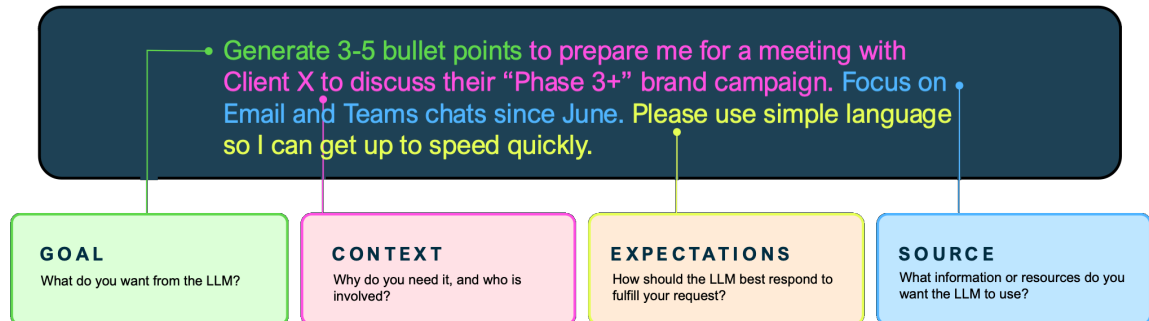 Generate 3-5 bullet points to prepare me for a meeting with
Client X to discuss their “Phase 3+” brand campaign. Focus on
Email and Teams chats since June. Please use simple language
so I can get up to speed quickly.
GOAL
What do you want from the LLM?
CONTEXT
Why do you need it, and who is
involved?
EXPECTATIONS
How should the LLM best respond to
fulfill your request?
SOURCE
What information or resources do you
want the LLM to use?